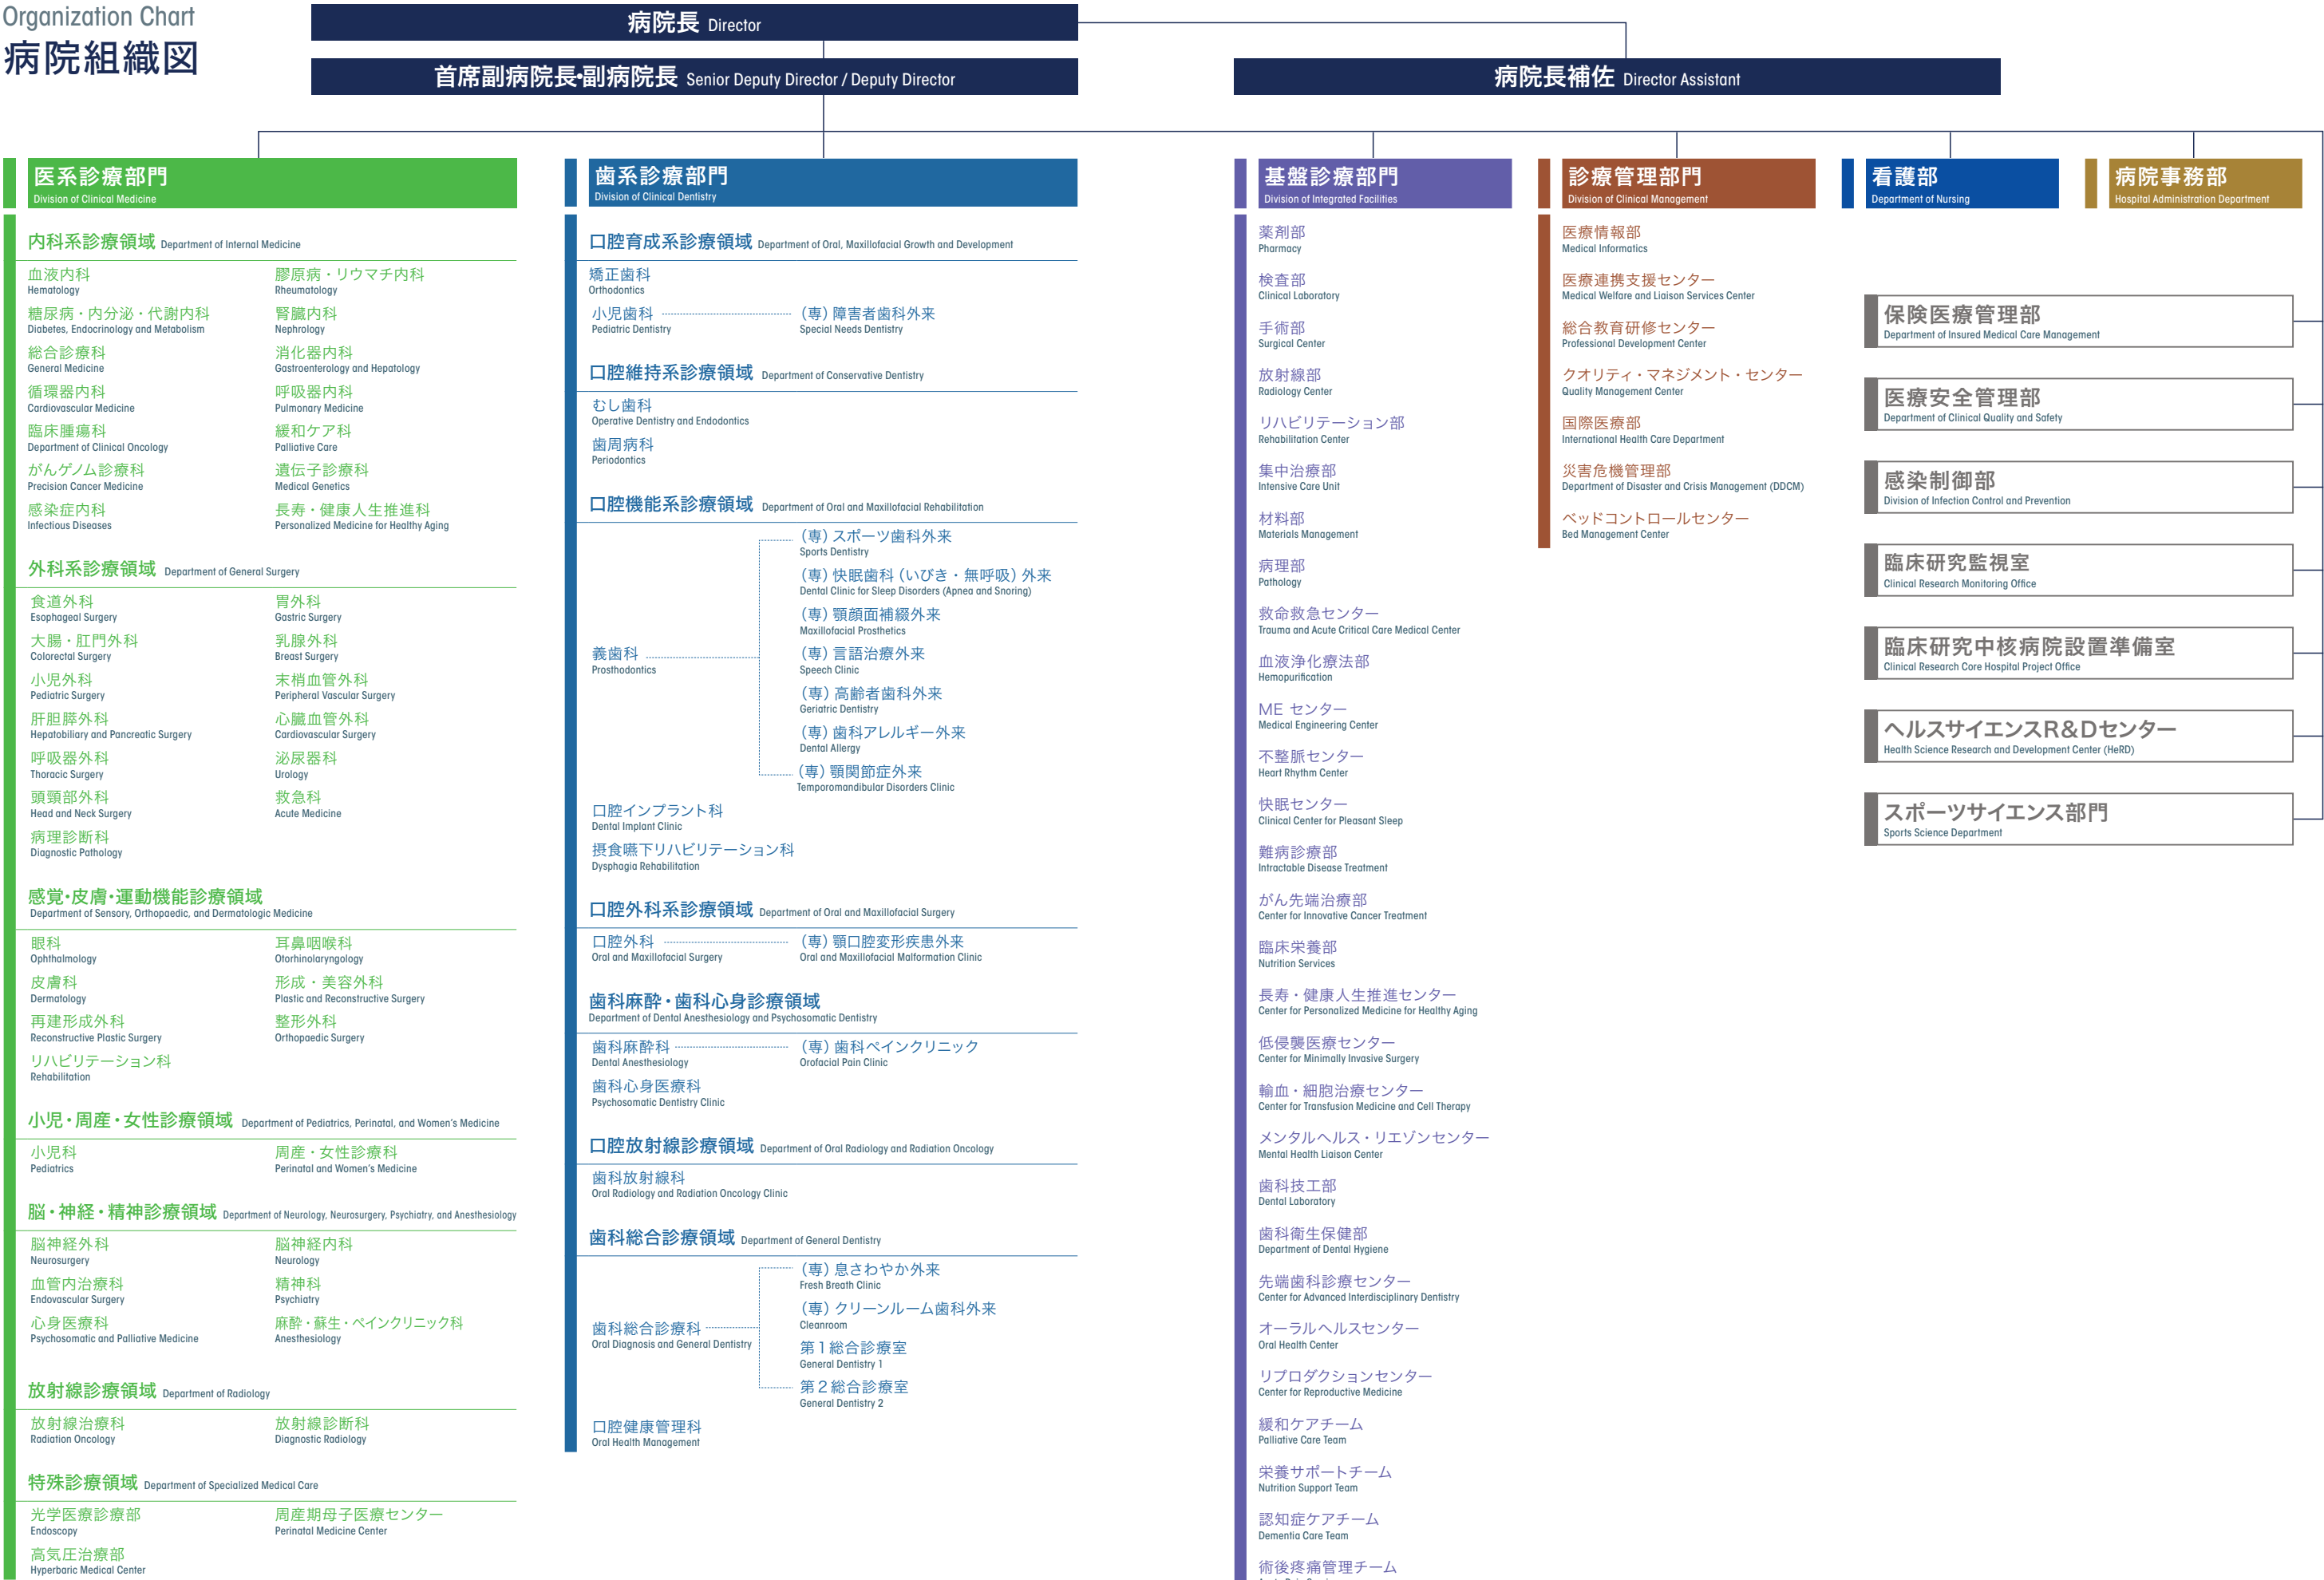 Organization Chart
病院組織図
病院長 Director
首席副病院長・副病院長 Senior Deputy Director / Deputy Director
病院長補佐 Director Assistant
医系診療部門
Division of Clinical Medicine
内科系診療領域 Department of Internal Medicine
血液内科
Hematology
膠原病・リウマチ内科
Rheumatology
糖尿病・内分泌・代謝内科
Diabetes, Endocrinology and Metabolism
腎臓内科
Nephrology
総合診療科
General Medicine
消化器内科
Gastroenterology and Hepatology
循環器内科
Cardiovascular Medicine
呼吸器内科
Pulmonary Medicine
臨床腫瘍科
Department of Clinical Oncology
緩和ケア科
Palliative Care
がんゲノム診療科
Precision Cancer Medicine
遺伝子診療科
Medical Genetics
感染症内科
Infectious Diseases
長寿・健康人生推進科
Personalized Medicine for Healthy Aging
外科系診療領域 Department of General Surgery
食道外科
Esophageal Surgery
胃外科
Gastric Surgery
大腸・肛門外科
Colorectal Surgery
乳腺外科
Breast Surgery
小児外科
Pediatric Surgery
末梢血管外科
Peripheral Vascular Surgery
肝胆膵外科
Hepatobiliary and Pancreatic Surgery
心臓血管外科
Cardiovascular Surgery
呼吸器外科
Thoracic Surgery
泌尿器科
Urology
頭頸部外科
Head and Neck Surgery
救急科
Acute Medicine
病理診断科
Diagnostic Pathology
感覚・皮膚・運動機能診療領域
Department of Sensory, Orthopaedic, and Dermatologic Medicine
眼科
Ophthalmology
耳鼻咽喉科
Otorhinolaryngology
皮膚科
Dermatology
形成・美容外科
Plastic and Reconstructive Surgery
再建形成外科
Reconstructive Plastic Surgery
整形外科
Orthopaedic Surgery
リハビリテーション科
Rehabilitation
小児・周産・女性診療領域 Department of Pediatrics, Perinatal, and Women's Medicine
小児科
Pediatrics
周産・女性診療科
Perinatal and Women's Medicine
脳・神経・精神診療領域 Department of Neurology, Neurosurgery, Psychiatry, and Anesthesiology
脳神経外科
Neurosurgery
脳神経内科
Neurology
血管内治療科
Endovascular Surgery
精神科
Psychiatry
心身医療科
Psychosomatic and Palliative Medicine
麻酔・蘇生・ペインクリニック科
Anesthesiology
放射線診療領域 Department of Radiology
放射線治療科
Radiation Oncology
放射線診断科
Diagnostic Radiology
特殊診療領域 Department of Specialized Medical Care
光学医療診療部
Endoscopy
周産期母子医療センター
Perinatal Medicine Center
高気圧治療部
Hyperbaric Medical Center
歯系診療部門
Division of Clinical Dentistry
口腔育成系診療領域 Department of Oral, Maxillofacial Growth and Development
矯正歯科
Orthodontics
小児歯科
Pediatric Dentistry
（専）障害者歯科外来
Special Needs Dentistry
口腔維持系診療領域 Department of Conservative Dentistry
むし歯科
Operative Dentistry and Endodontics
歯周病科
Periodontics
口腔機能系診療領域 Department of Oral and Maxillofacial Rehabilitation
義歯科
Prosthodontics
（専）スポーツ歯科外来
Sports Dentistry
（専）快眠歯科（いびき・無呼吸）外来
Dental Clinic for Sleep Disorders (Apnea and Snoring)
（専）顎顔面補綴外来
Maxillofacial Prosthetics
（専）言語治療外来
Speech Clinic
（専）高齢者歯科外来
Geriatric Dentistry
（専）歯科アレルギー外来
Dental Allergy
（専）顎関節症外来
Temporomandibular Disorders Clinic
口腔インプラント科
Dental Implant Clinic
摂食嚥下リハビリテーション科
Dysphagia Rehabilitation
口腔外科系診療領域 Department of Oral and Maxillofacial Surgery
口腔外科
Oral and Maxillofacial Surgery
（専）顎口腔変形疾患外来
Oral and Maxillofacial Malformation Clinic
歯科麻酔・歯科心身診療領域
Department of Dental Anesthesiology and Psychosomatic Dentistry
歯科麻酔科
Dental Anesthesiology
（専）歯科ペインクリニック
Orofacial Pain Clinic
歯科心身医療科
Psychosomatic Dentistry Clinic
口腔放射線診療領域 Department of Oral Radiology and Radiation Oncology
歯科放射線科
Oral Radiology and Radiation Oncology Clinic
歯科総合診療領域 Department of General Dentistry
歯科総合診療科
Oral Diagnosis and General Dentistry
（専）息さわやか外来
Fresh Breath Clinic
（専）クリーンルーム歯科外来
Cleanroom
第１総合診療室
General Dentistry 1
第２総合診療室
General Dentistry 2
口腔健康管理科
Oral Health Management
基盤診療部門
Division of Integrated Facilities
薬剤部
Pharmacy
検査部
Clinical Laboratory
手術部
Surgical Center
放射線部
Radiology Center
リハビリテーション部
Rehabilitation Center
集中治療部
Intensive Care Unit
材料部
Materials Management
病理部
Pathology
救命救急センター
Trauma and Acute Critical Care Medical Center
血液浄化療法部
Hemopurification
ME センター
Medical Engineering Center
不整脈センター
Heart Rhythm Center
快眠センター
Clinical Center for Pleasant Sleep
難病診療部
Intractable Disease Treatment
がん先端治療部
Center for Innovative Cancer Treatment
臨床栄養部
Nutrition Services
長寿・健康人生推進センター
Center for Personalized Medicine for Healthy Aging
低侵襲医療センター
Center for Minimally Invasive Surgery
輸血・細胞治療センター
Center for Transfusion Medicine and Cell Therapy
メンタルヘルス・リエゾンセンター
Mental Health Liaison Center
歯科技工部
Dental Laboratory
歯科衛生保健部
Department of Dental Hygiene
先端歯科診療センター
Center for Advanced Interdisciplinary Dentistry
オーラルヘルスセンター
Oral Health Center
リプロダクションセンター
Center for Reproductive Medicine
緩和ケアチーム
Palliative Care Team
栄養サポートチーム
Nutrition Support Team
認知症ケアチーム
Dementia Care Team
術後疼痛管理チーム
診療管理部門
Division of Clinical Management
医療情報部
Medical Informatics
医療連携支援センター
Medical Welfare and Liaison Services Center
総合教育研修センター
Professional Development Center
クオリティ・マネジメント・センター
Quality Management Center
国際医療部
International Health Care Department
災害危機管理部
Department of Disaster and Crisis Management (DDCM)
ベッドコントロールセンター
Bed Management Center
看護部
Department of Nursing
病院事務部
Hospital Administration Department
保険医療管理部
Department of Insured Medical Care Management
医療安全管理部
Department of Clinical Quality and Safety
感染制御部
Division of Infection Control and Prevention
臨床研究監視室
Clinical Research Monitoring Office
臨床研究中核病院設置準備室
Clinical Research Core Hospital Project Office
ヘルスサイエンスR&Dセンター
Health Science Research and Development Center (HeRD)
スポーツサイエンス部門
Sports Science Department